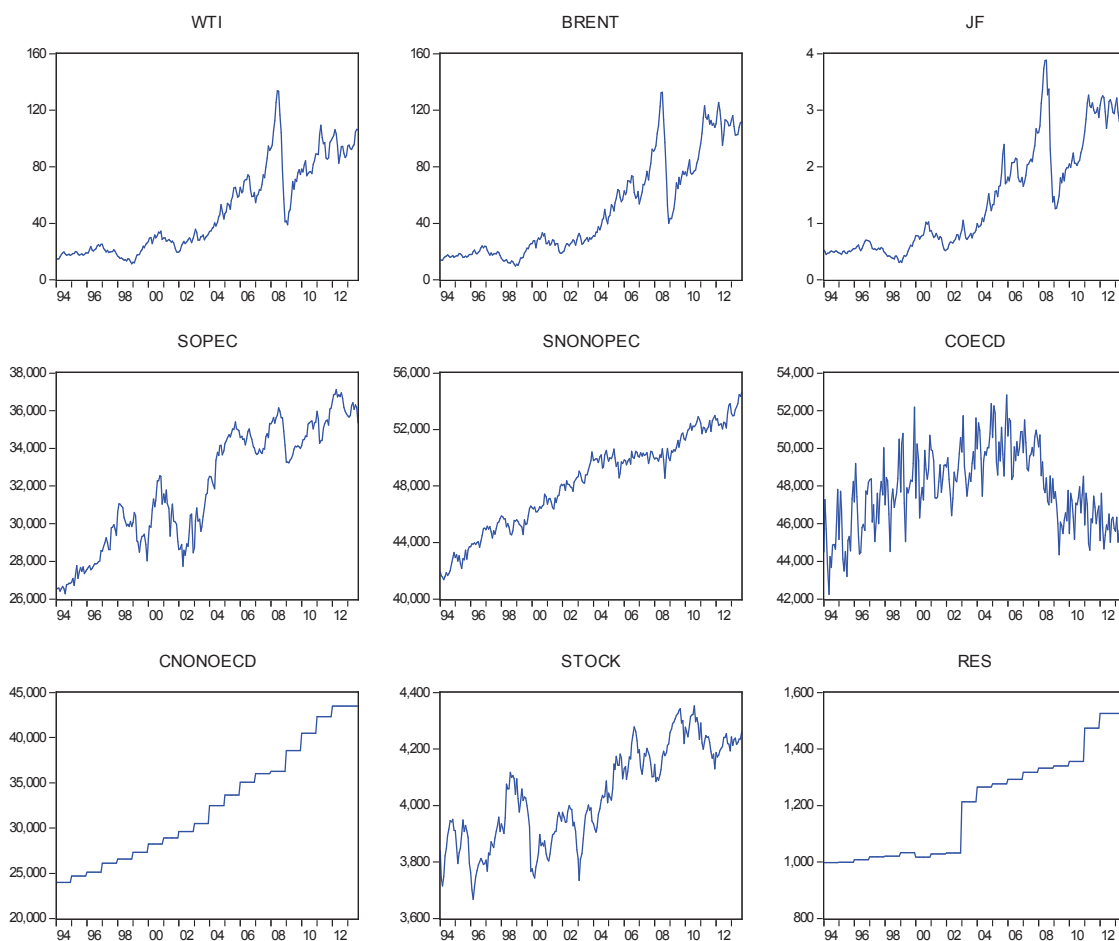 WTI
160
120
80
40
0
94 96 98 00 02 04 06 08 10 12
BRENT
160
120
80
40
0
94 96 98 00 02 04 06 08 10 12
JF
4
3
2
1
0
94 96 98 00 02 04 06 08 10 12
SOPEC
38,000
36,000
34,000
32,000
30,000
28,000
26,000
94 96 98 00 02 04 06 08 10 12
SNONOPEC
56,000
52,000
48,000
44,000
40,000
94 96 98 00 02 04 06 08 10 12
COECD
54,000
52,000
50,000
48,000
46,000
44,000
42,000
94 96 98 00 02 04 06 08 10 12
CNONOECD
45,000
40,000
35,000
30,000
25,000
20,000
94 96 98 00 02 04 06 08 10 12
STOCK
4,400
4,200
4,000
3,800
3,600
94 96 98 00 02 04 06 08 10 12
RES
1,600
1,400
1,200
1,000
800
94 96 98 00 02 04 06 08 10 12